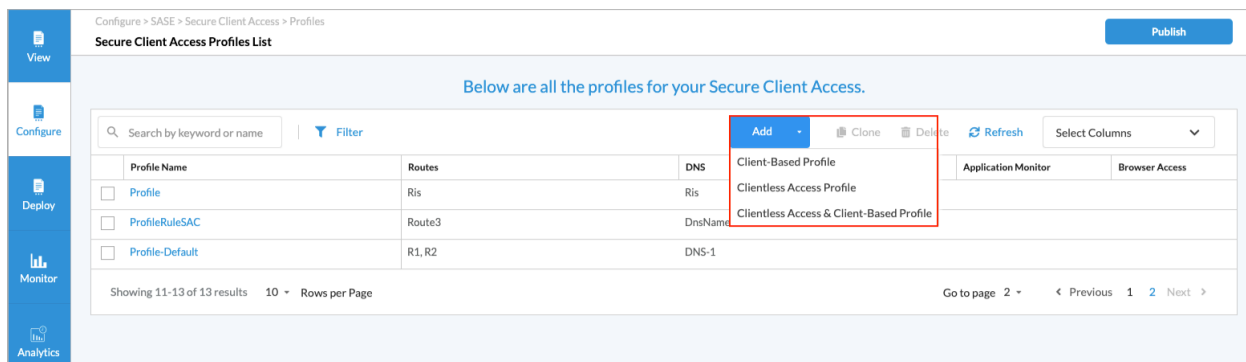 Configure > SASE > Secure Client Access > Profiles
Secure Client Access Profiles List
Publish
View
Configure
Deploy
Monitor
Analytics
Below are all the profiles for your Secure Client Access.
Search by keyword or name
Filter
Add
Clone
Delete
Refresh
Select Columns
Client-Based Profile
Clientless Access Profile
Clientless Access & Client-Based Profile
Profile Name Routes DNS Application Monitor Browser Access
Profile Ris Ris
ProfileRuleSAC Route3 DnsName
Profile-Default R1, R2 DNS-1
Showing 11-13 of 13 results 10 Rows per Page Go to page 2 < Previous 1 2 Next >